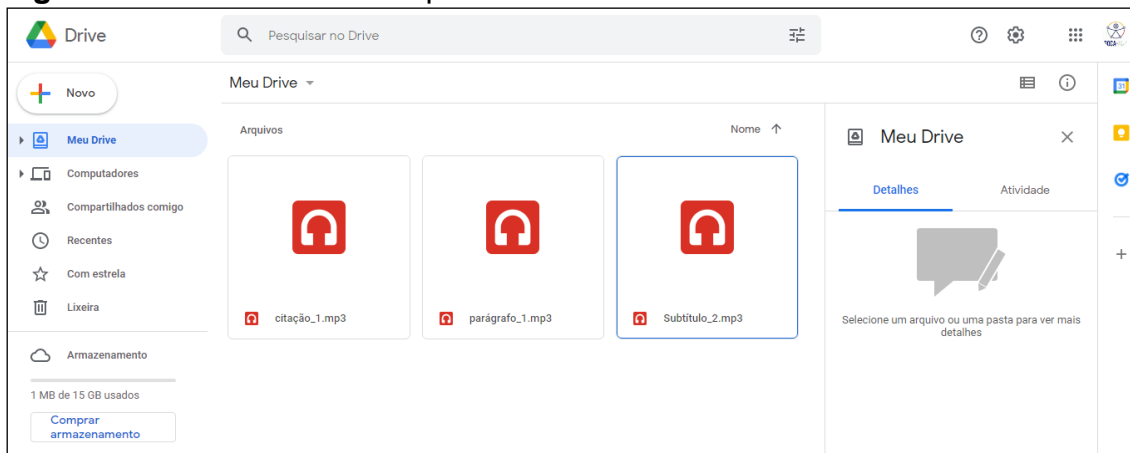 Drive
Pesquisar no Drive
Novo
Meu Drive
Computadores
Compartilhados comigo
Recentes
Com estrela
Lixeira
Armazenamento
1 MB de 15 GB usados
Comprar
armazenamento
Meu Drive
Arquivos
Nome
citação_1.mp3
parágrafo_1.mp3
Subtítulo_2.mp3
Meu Drive
Detalhes
Atividade
Selecione um arquivo ou uma pasta para ver mais
detalhes
31